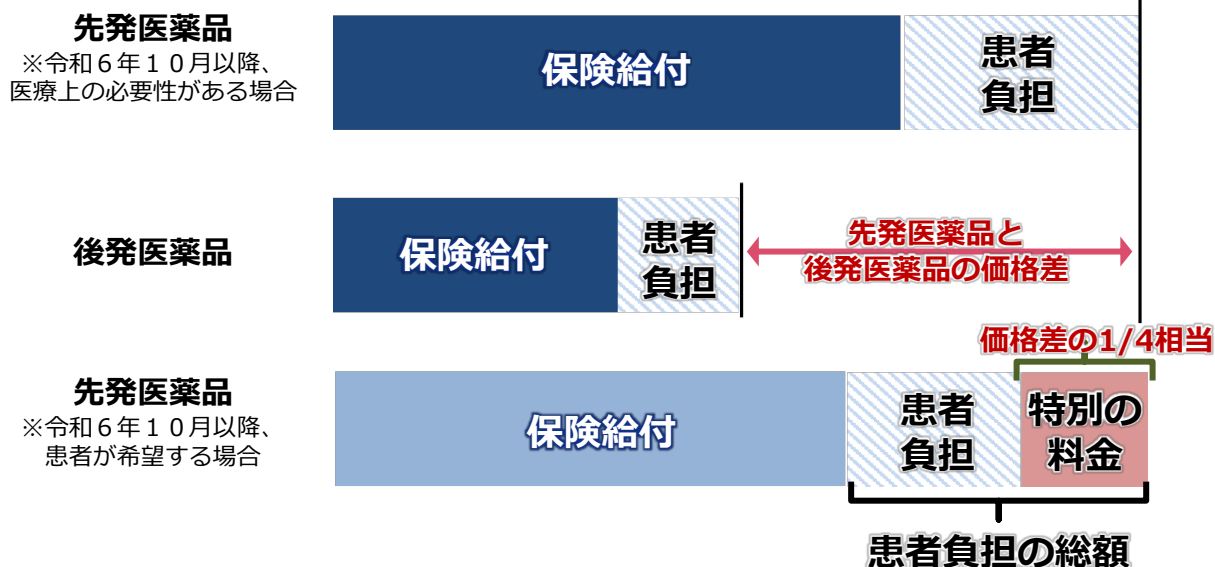 先発医薬品
※令和６年１０月以降、
医療上の必要性がある場合
保険給付
患者
負担
後発医薬品
保険給付
患者
負担
先発医薬品と
後発医薬品の価格差
価格差の1/4相当
先発医薬品
※令和６年１０月以降、
患者が希望する場合
保険給付
患者
負担
特別の
料金
患者負担の総額